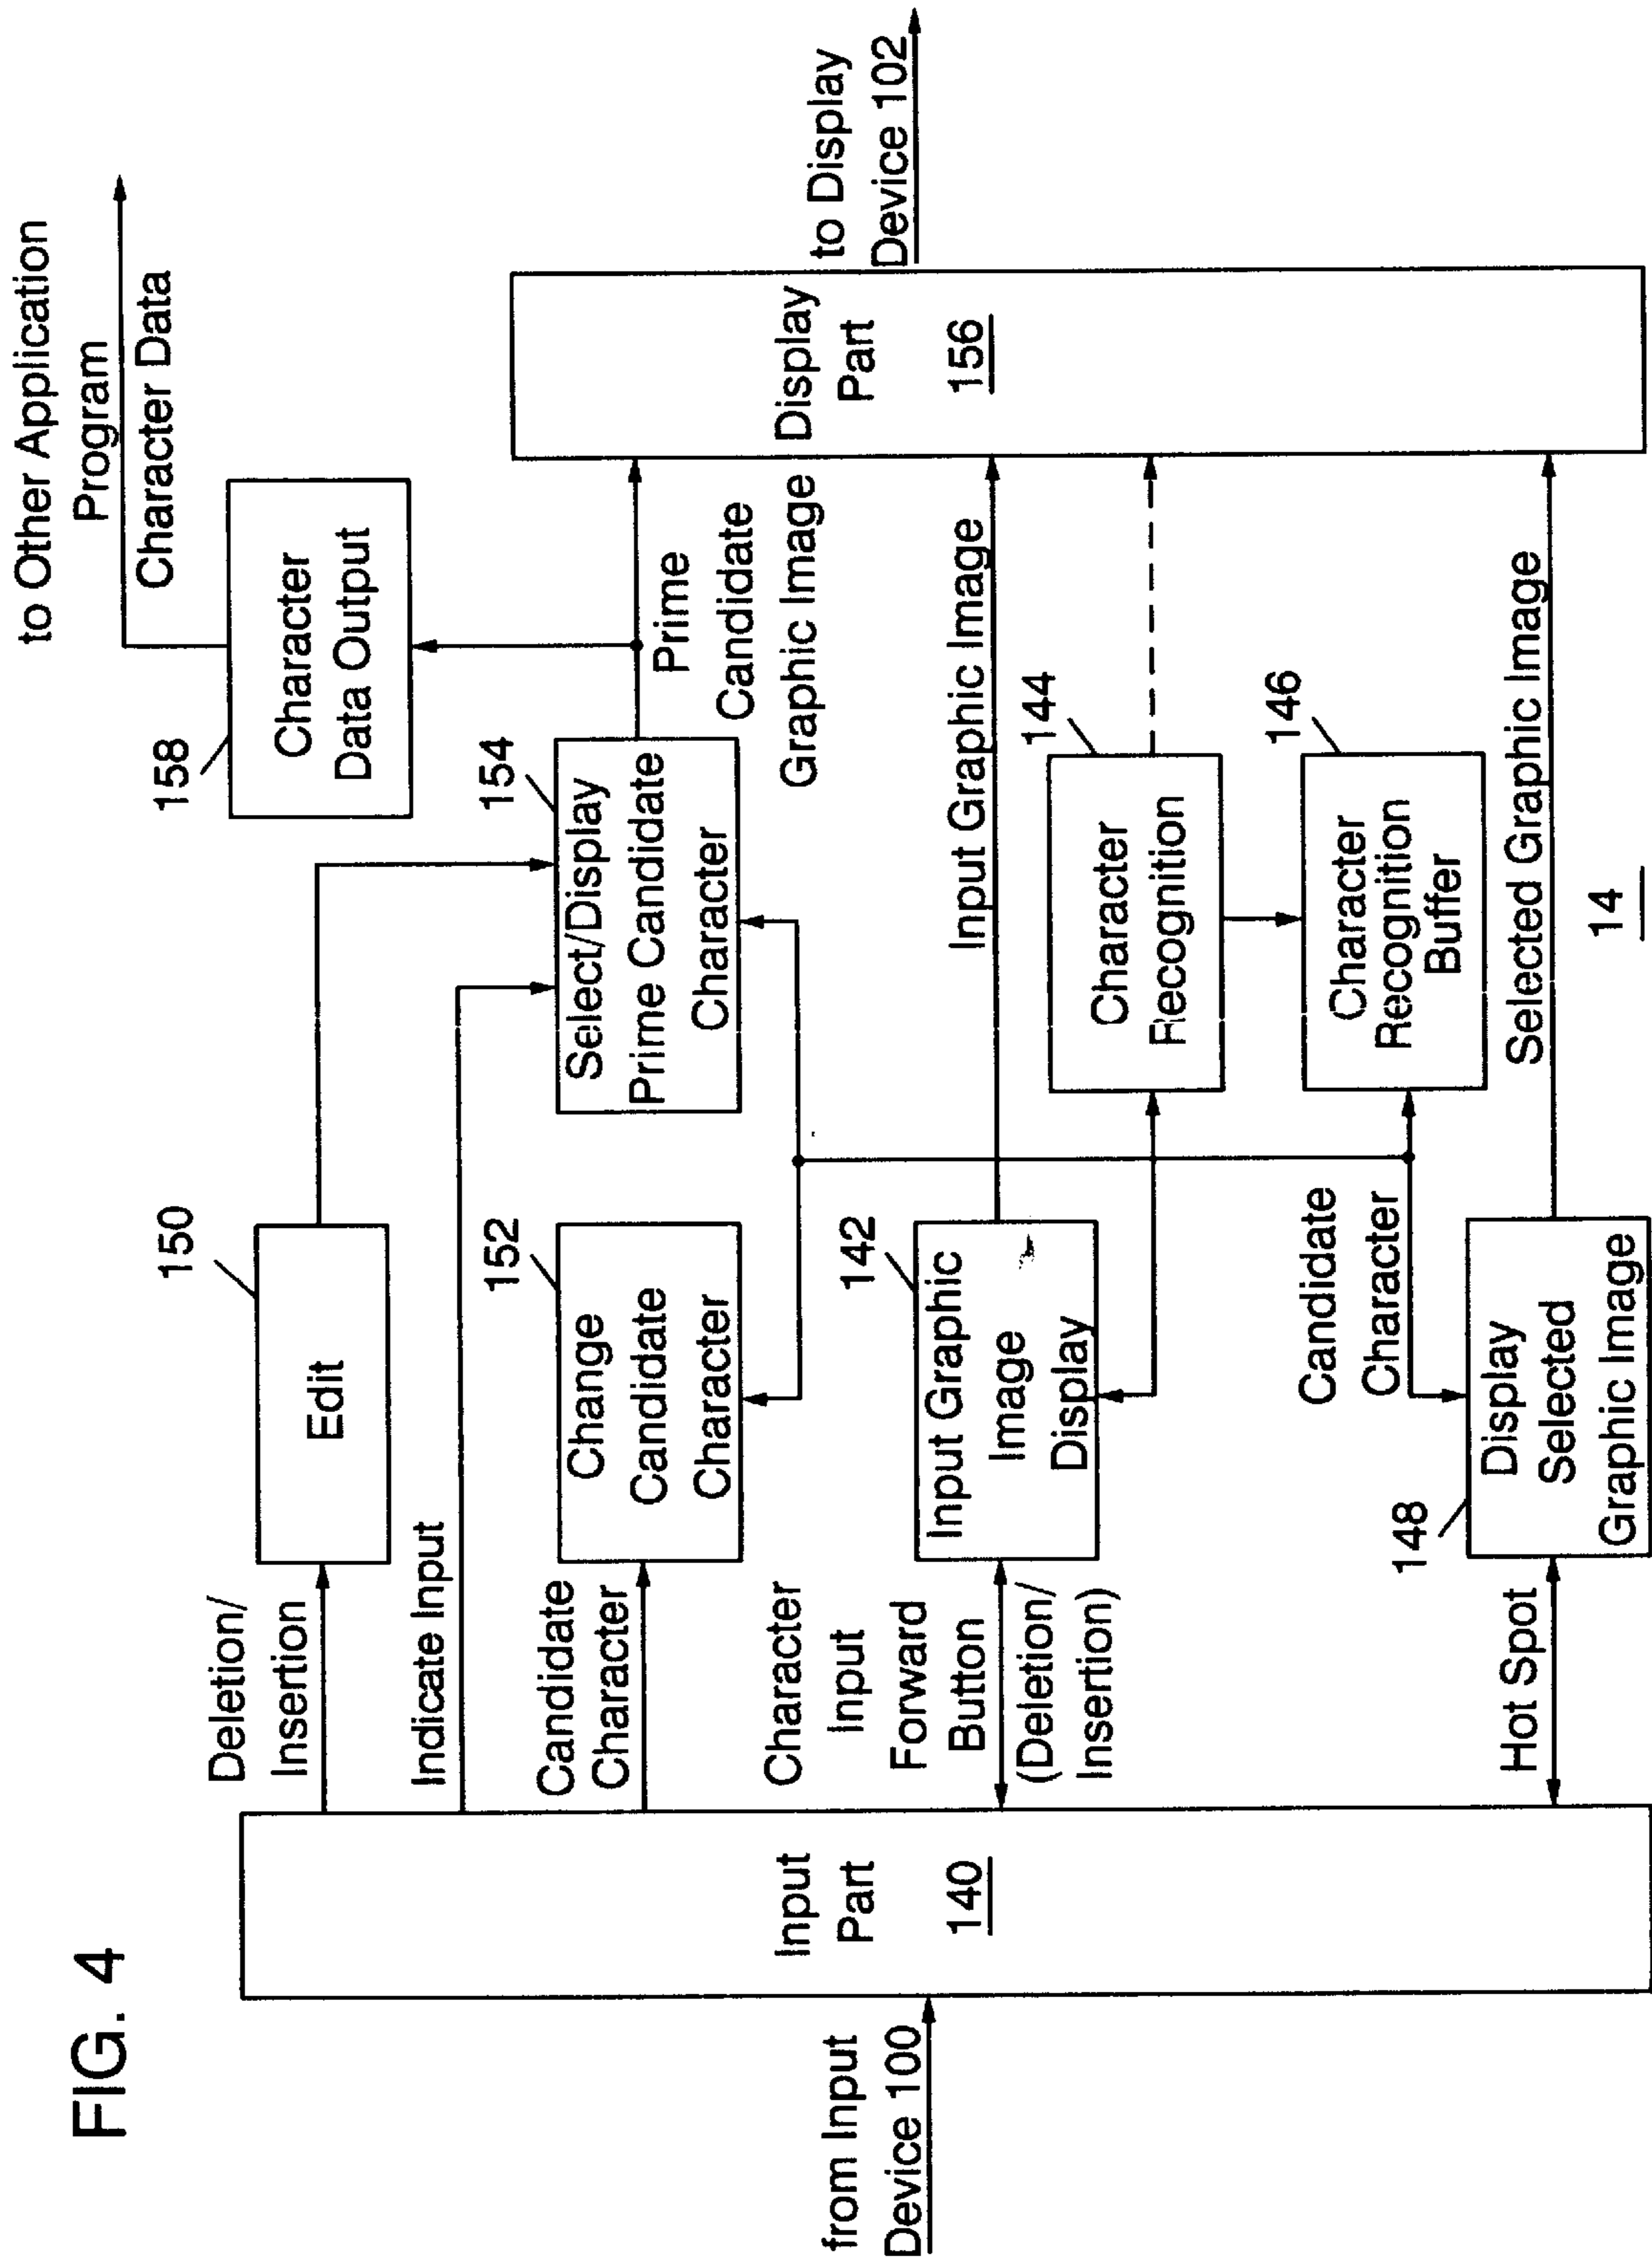 FIG. 4
to Other Application
Program
Character Data
158
Character
Data Output
150
Edit
Deletion/
Insertion
Indicate Input
154
Select/Display
Prime Candidate
Character
Prime
Candidate
Graphic Image
152
Change
Candidate
Character
Candidate
Character
from Input
Device 100
Input
Part
140
Character
Input
Forward
Button
(Deletion/
Insertion)
142
Input Graphic
Image
Display
Input Graphic Image
Display
Part
156
to Display
Device 102
144
Character
Recognition
146
Character
Recognition
Buffer
Candidate
Character
Hot Spot
148
Display
Selected
Graphic Image
Selected Graphic Image
14